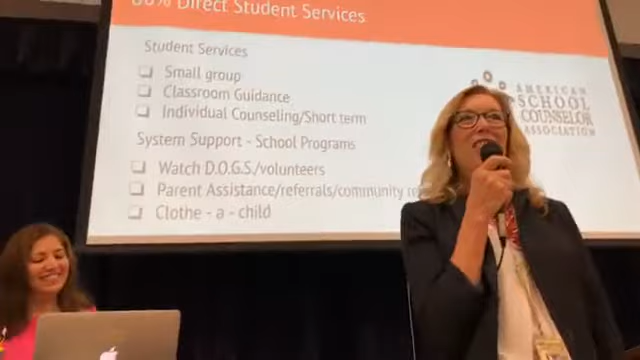 80% Direct Student Services
Student Services
Small group
Classroom Guidance
Individual Counseling/Short term
System Support - School Programs
Watch D.O.G.S./volunteers
Parent Assistance/referrals/community
Clothe - a - child
AMERICAN
SCHOOL
COUNSELOR
ASSOCIATION